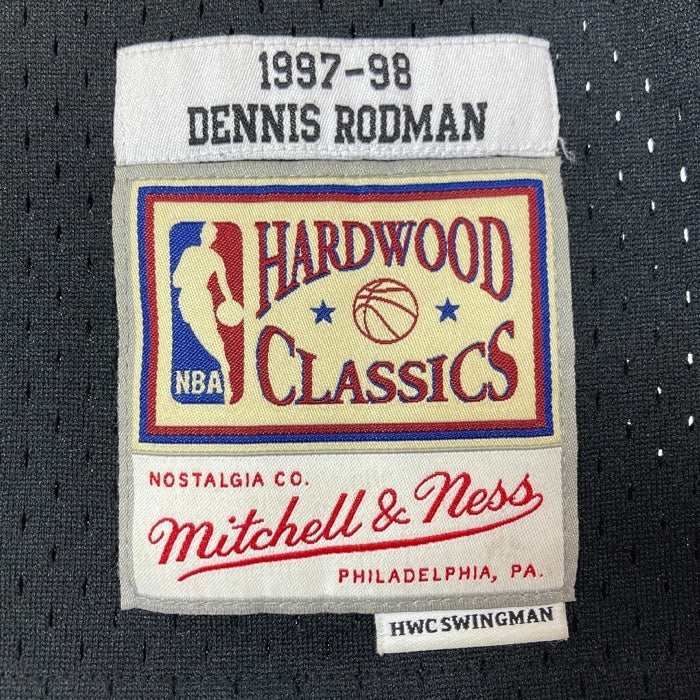 1997-98
DENNIS RODMAN
HARDWOOD
NBA
CLASSICS
NOSTALGIA CO.
Mitchell & Ness
PHILADELPHIA, PA.
HWC SWINGMAN